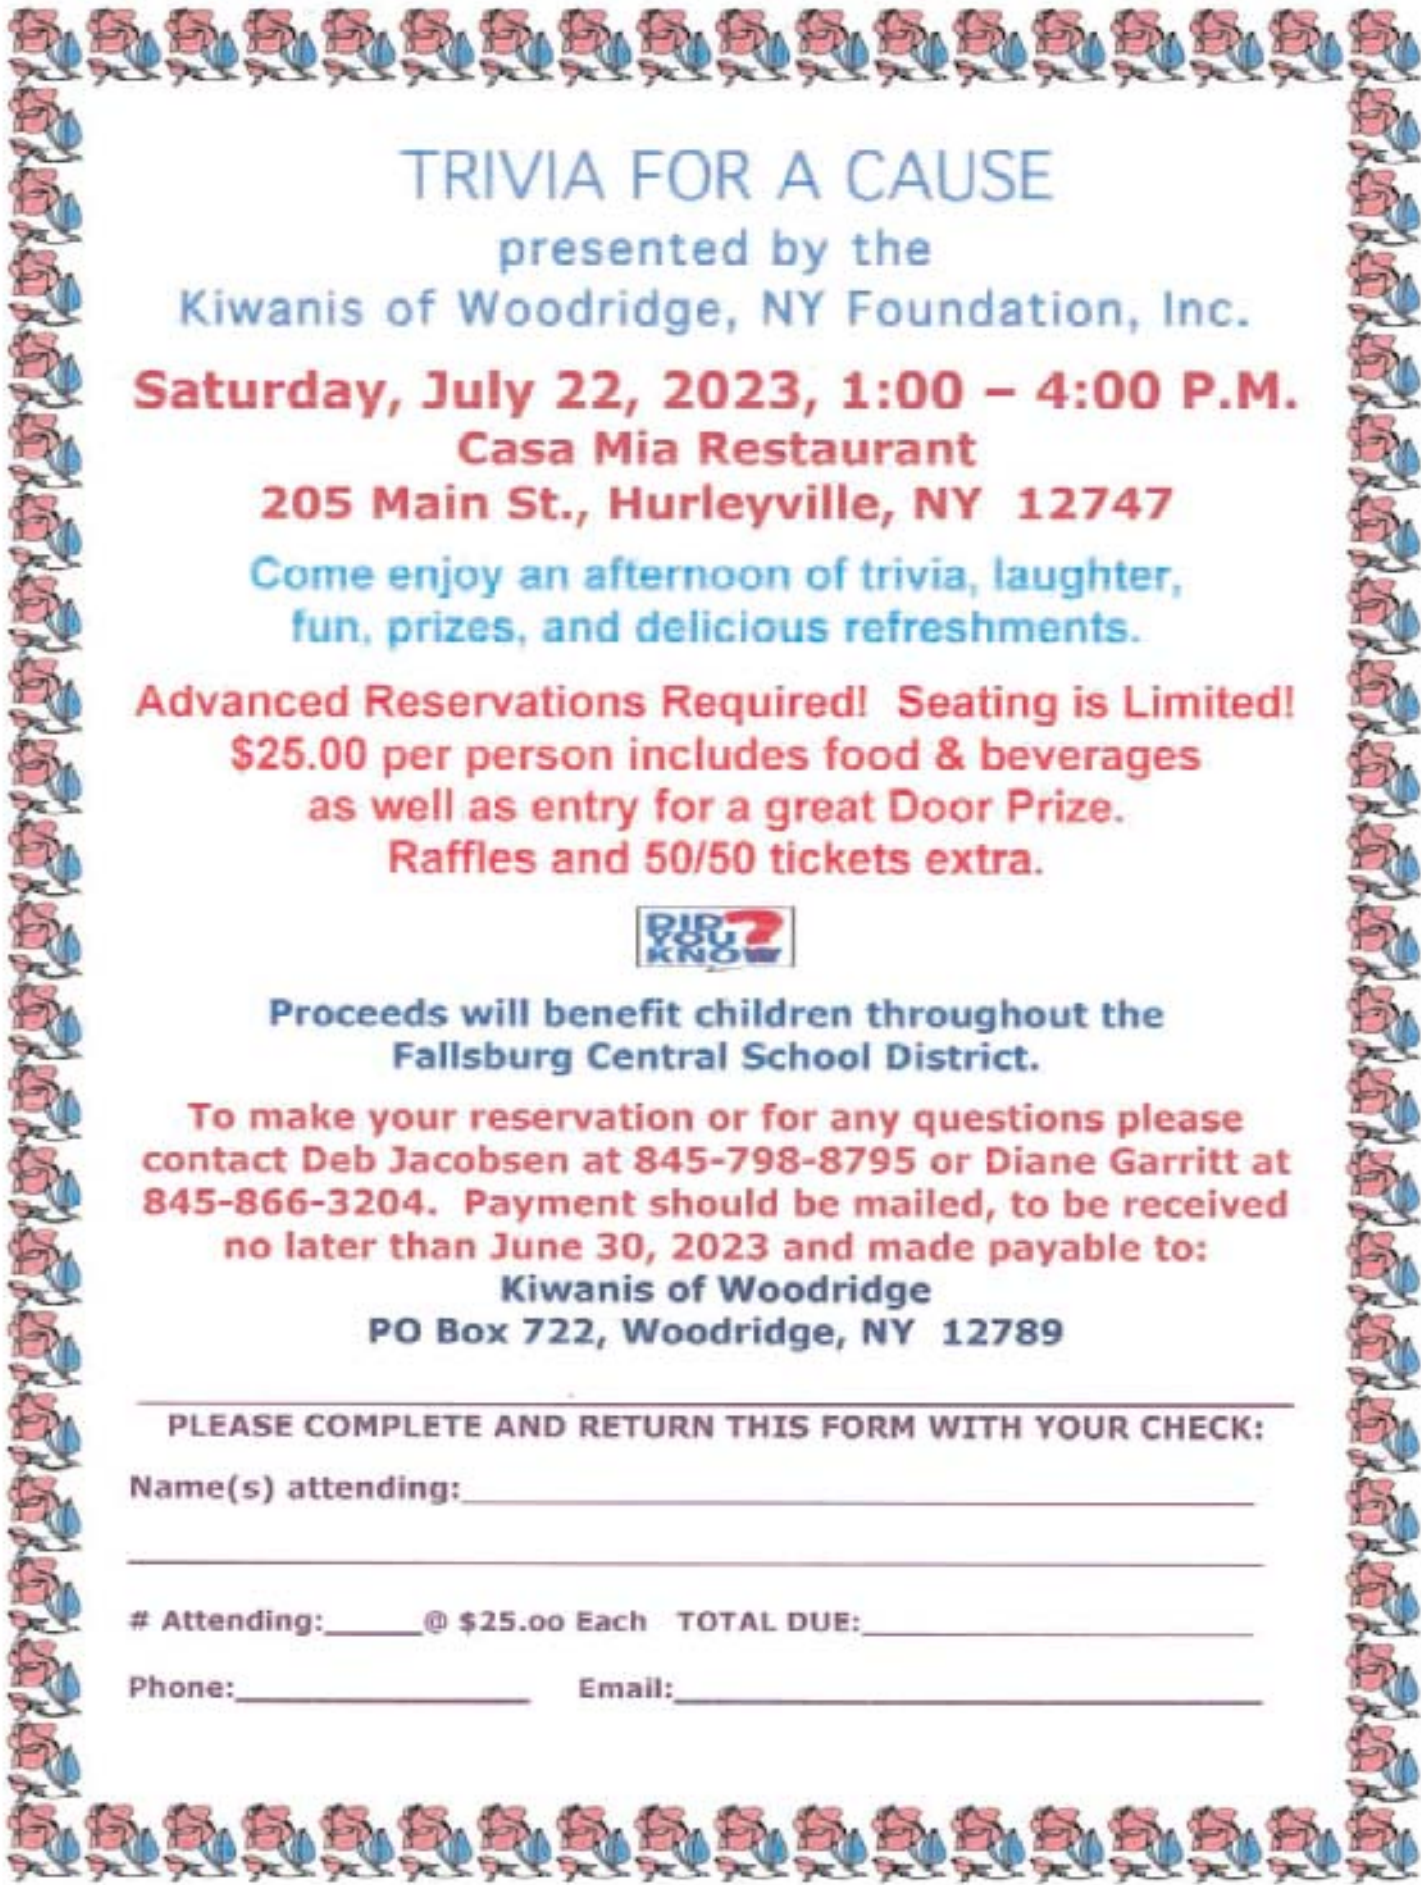 TRIVIA FOR A CAUSE
presented by the
Kiwanis of Woodridge, NY Foundation, Inc.
Saturday, July 22, 2023, 1:00 – 4:00 P.M.
Casa Mia Restaurant
205 Main St., Hurleyville, NY 12747
Come enjoy an afternoon of trivia, laughter,
fun, prizes, and delicious refreshments.
Advanced Reservations Required! Seating is Limited!
$25.00 per person includes food & beverages
as well as entry for a great Door Prize.
Raffles and 50/50 tickets extra.
DID
YOU
KNOW ?
Proceeds will benefit children throughout the
Fallsburg Central School District.
To make your reservation or for any questions please
contact Deb Jacobsen at 845-798-8795 or Diane Garritt at
845-866-3204. Payment should be mailed, to be received
no later than June 30, 2023 and made payable to:
Kiwanis of Woodridge
PO Box 722, Woodridge, NY 12789
PLEASE COMPLETE AND RETURN THIS FORM WITH YOUR CHECK:
Name(s) attending:
# Attending:______@ $25.oo Each TOTAL DUE:
Phone: Email: